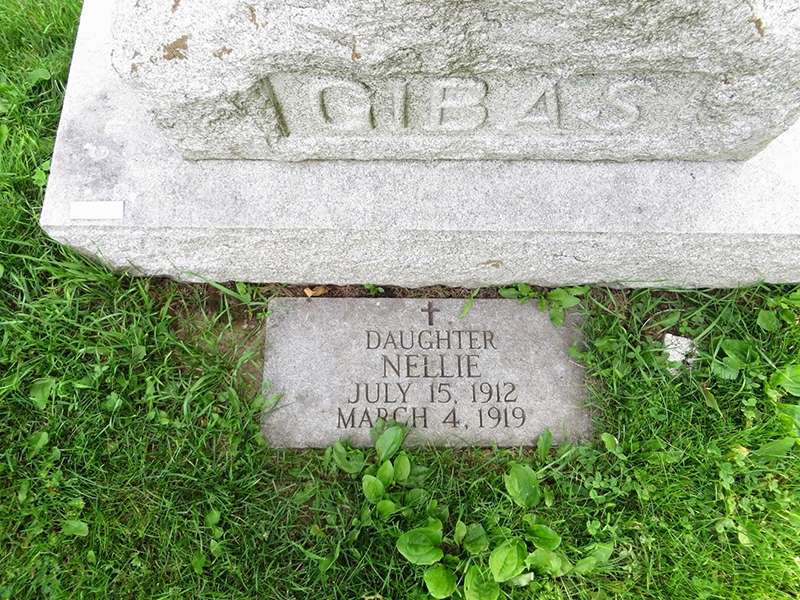 GIBAS
DAUGHTER
NELLIE
JULY 15, 1912
MARCH 4, 1919